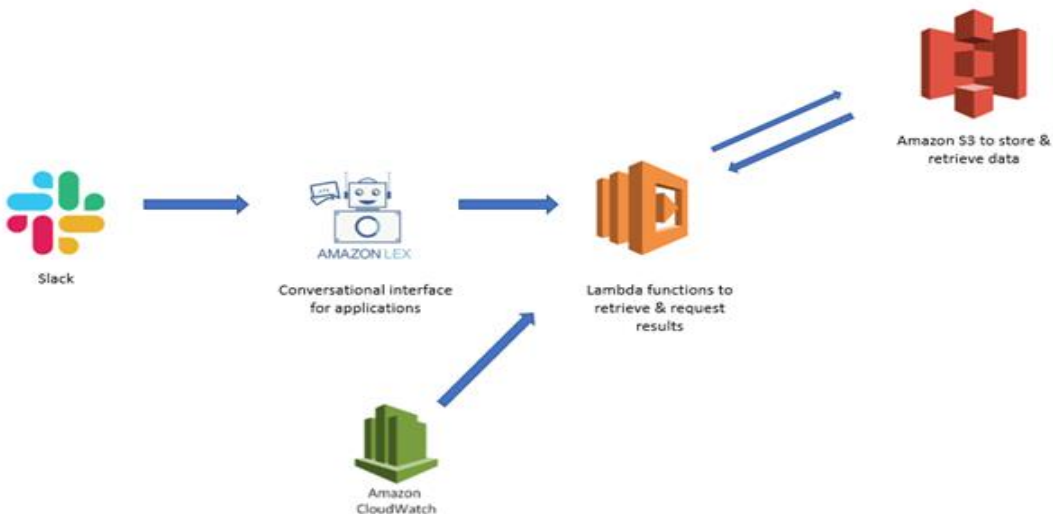 Amazon S3 to store &
retrieve data
AMAZON LEX
Slack
Conversational interface
for applications
Lambda functions to
retrieve & request
results
Amazon
CloudWatch